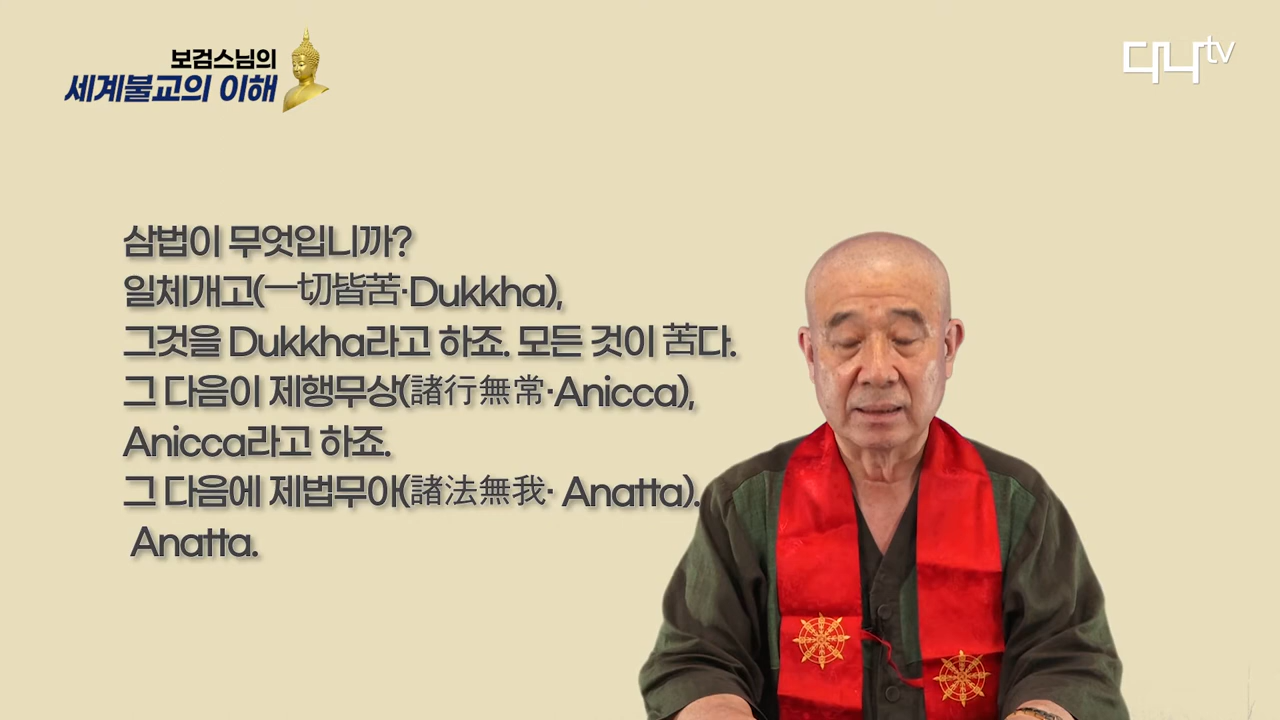 보검스님의
세계불교의 이해
다나tv
삼법이 무엇입니까?
일체개고(一切皆苦·Dukkha),
그것을 Dukkha라고 하죠. 모든 것이 苦다.
그 다음이 제행무상(諸行無常·Anicca),
Anicca라고 하죠.
그 다음에 제법무아(諸法無我· Anatta).
Anatta.